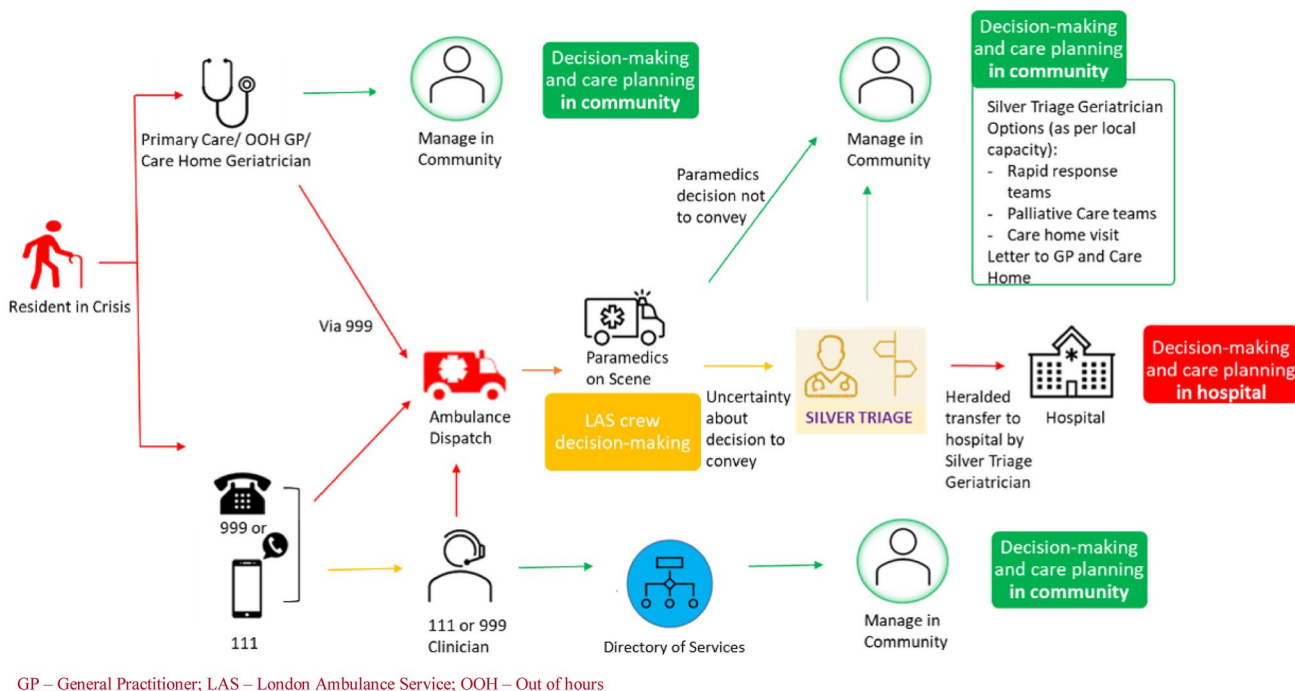 Primary Care/ OOH GP/
Care Home Geriatrician
Manage in
Community
Decision-making
and care planning
in community
Manage in
Community
Decision-making
and care planning
in community
Silver Triage Geriatrician
Options (as per local
capacity):
- Rapid response
teams
- Palliative Care teams
- Care home visit
Letter to GP and Care
Home
Paramedics
decision not
to convey
Resident in Crisis
Via 999
Ambulance
Dispatch
Paramedics
on Scene
LAS crew
decision-making
Uncertainty
about
decision to
convey
SILVER TRIAGE
Heralded
transfer to
hospital by
Silver Triage
Geriatrician
Hospital
Decision-making
and care planning
in hospital
999 or
111
111 or 999
Clinician
Directory of Services
Manage in
Community
Decision-making
and care planning
in community
GP – General Practitioner; LAS – London Ambulance Service; OOH – Out of hours